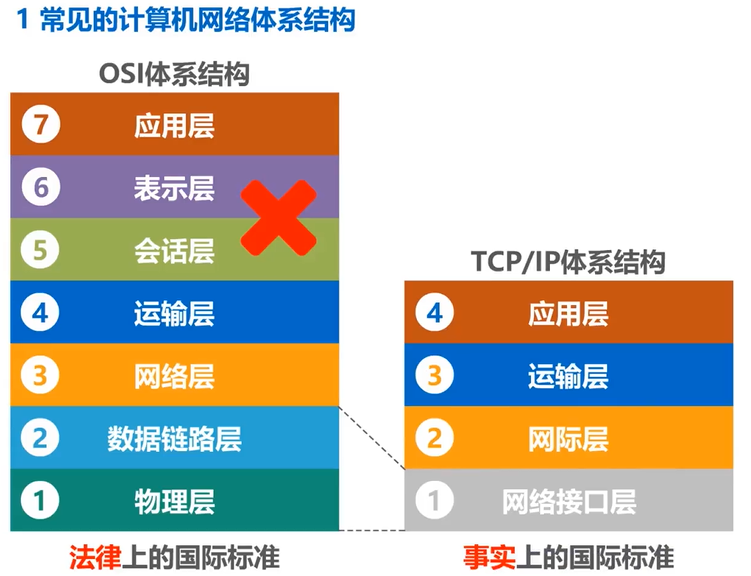 1 常见的计算机网络体系结构
OSI体系结构
7 应用层
6 表示层
5 会话层
4 运输层
3 网络层
2 数据链路层
1 物理层
法律上的国际标准
TCP/IP体系结构
4 应用层
3 运输层
2 网际层
1 网络接口层
事实上的国际标准